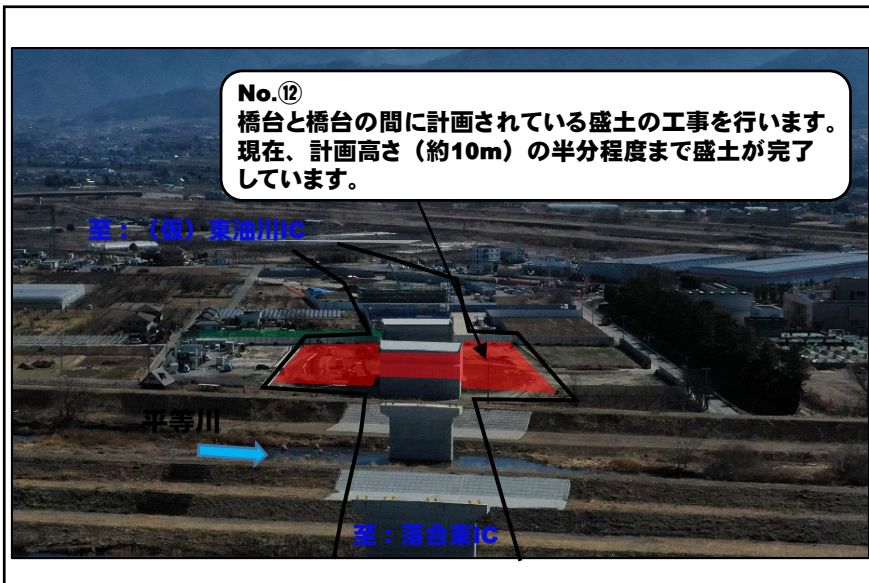 No.⑫
橋台と橋台の間に計画されている盛土の工事を行います。
現在、計画高さ（約10m）の半分程度まで盛土が完了
しています。
至：（仮）東油川IC
平等川
至：落合東IC